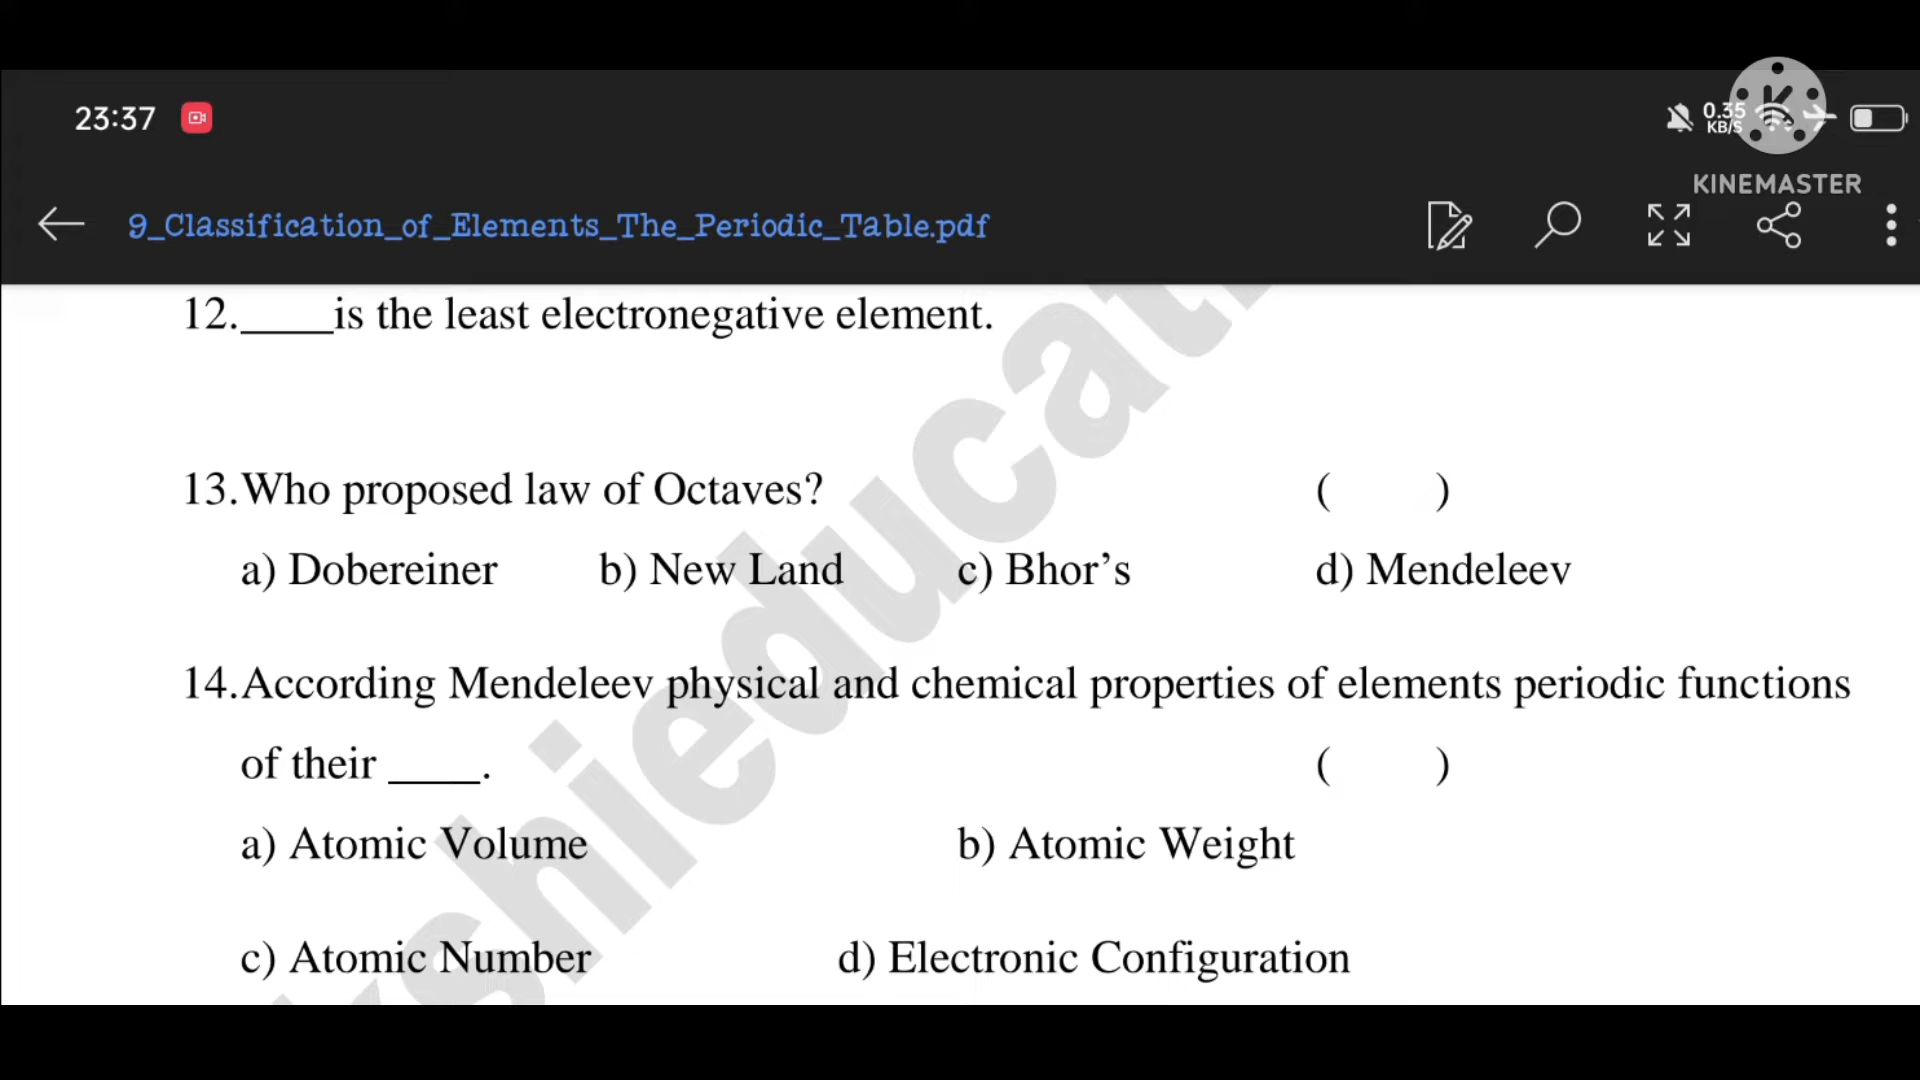 23:37
0.35
KB/S
KINEMASTER
9_Classification_of_Elements_The_Periodic_Table.pdf
12.____is the least electronegative element.
13.Who proposed law of Octaves? ( )
a) Dobereiner b) New Land c) Bhor's d) Mendeleev
14.According Mendeleev physical and chemical properties of elements periodic functions
of their ____. ( )
a) Atomic Volume b) Atomic Weight
c) Atomic Number d) Electronic Configuration